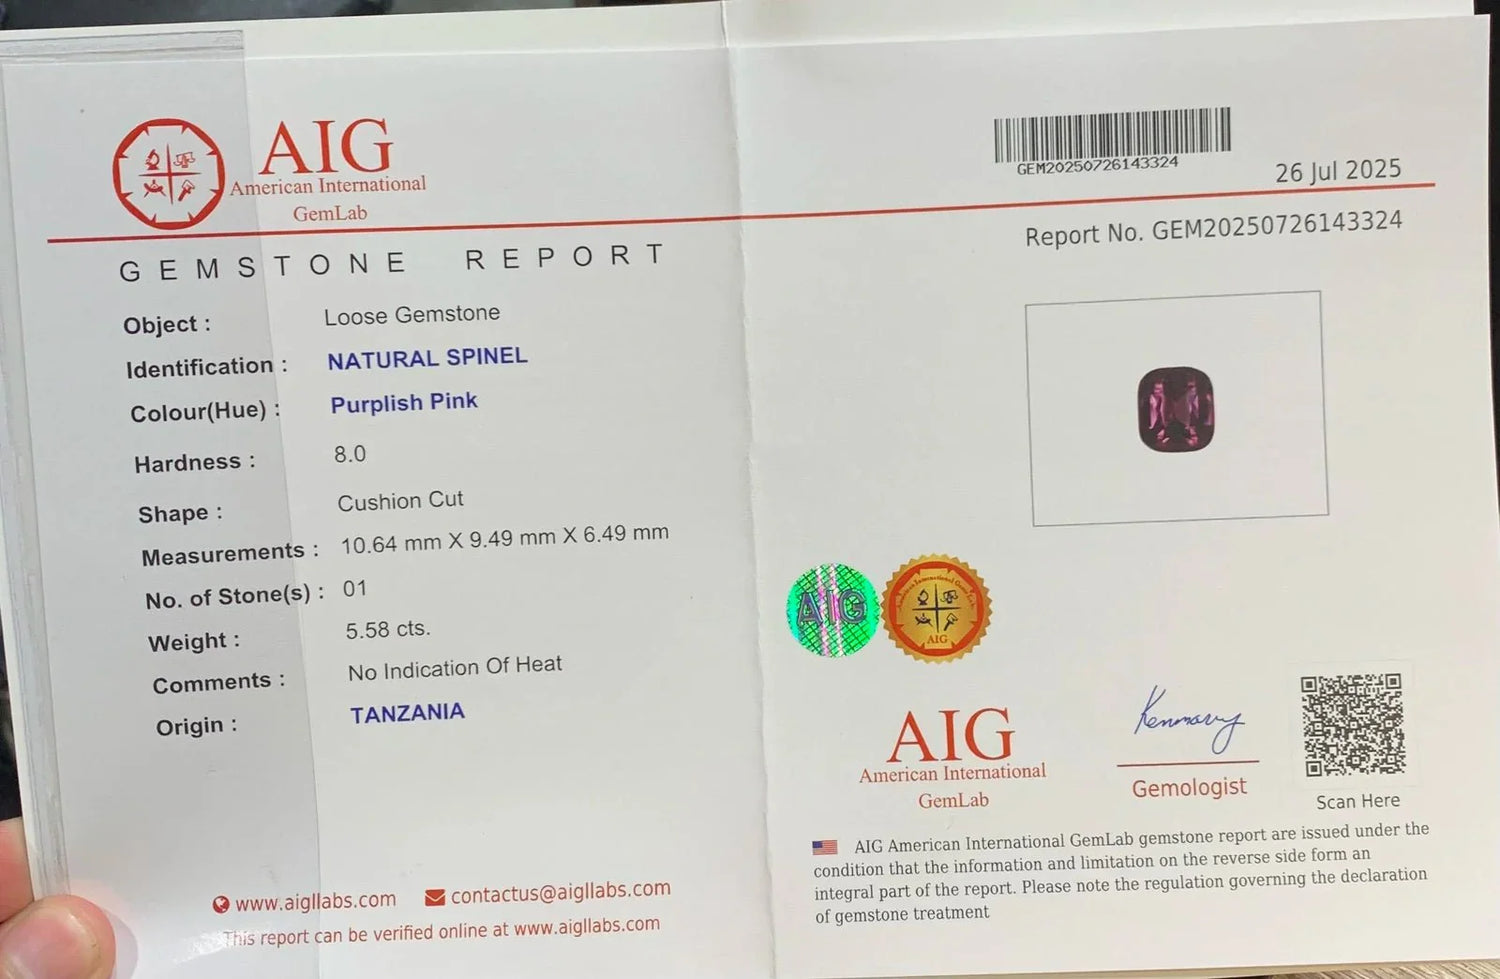 AIG
American International
GemLab
GEMSTONE REPORT
Object : Loose Gemstone
Identification : NATURAL SPINEL
Colour(Hue) : Purplish Pink
Hardness : 8.0
Shape : Cushion Cut
Measurements : 10.64 mm X 9.49 mm X 6.49 mm
No. of Stone(s) : 01
Weight : 5.58 cts.
Comments : No Indication Of Heat
Origin : TANZANIA
www.aigllabs.com contactus@aigllabs.com
This report can be verified online at www.aigllabs.com
GEM20250726143324
26 Jul 2025
Report No. GEM20250726143324
AIG
American International Gem Lab
AIG
AIG
American International
GemLab
Gemologist
Scan Here
AIG American International GemLab gemstone report are issued under the
condition that the information and limitation on the reverse side form an
integral part of the report. Please note the regulation governing the declaration
of gemstone treatment